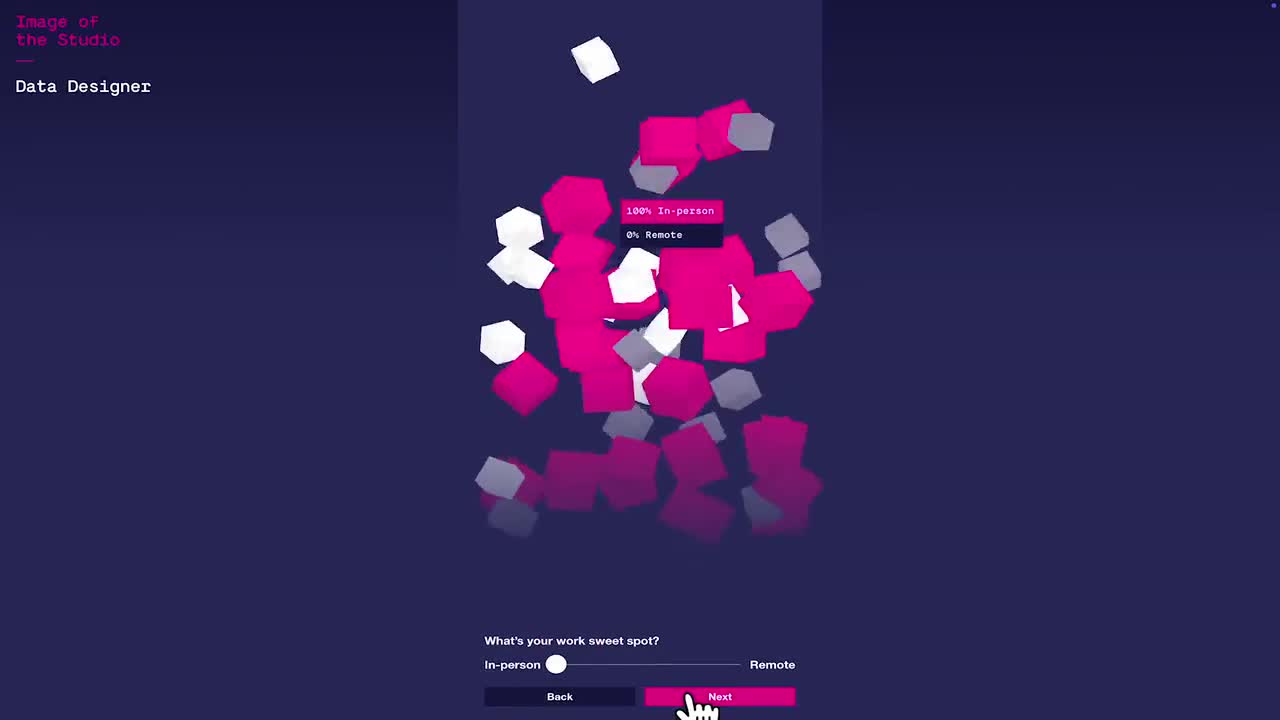 Image of
the Studio
Data Designer
100% In-person
0% Remote
What's your work sweet spot?
In-person
Remote
Back
Next